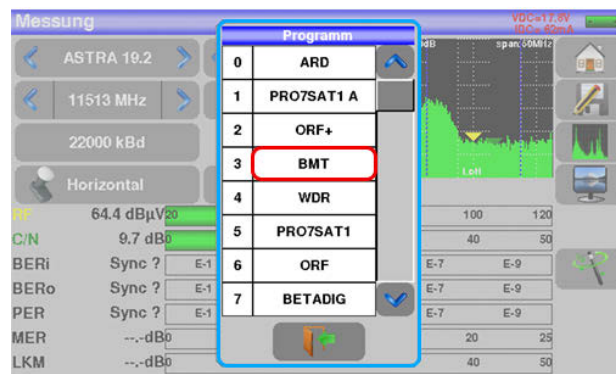 Messung
VDC=17.8V
IDC= 60mA
Programm
ASTRA 19.2
11513 MHz
22000 kBd
Horizontal
0 ARD
1 PRO7SAT1 A
2 ORF+
3 BMT
4 WDR
5 PRO7SAT1
6 ORF
7 BETADIG
dB span:60MHz
RF 64.4 dBµV 20 100 120
C/N 9.7 dB 0 40 50
BERi Sync ? E-1 E-7 E-9
BERo Sync ? E-1 E-7 E-9
PER Sync ? E-1 E-7 E-9
MER --,-dB 0 20 25
LKM --,-dB 0 40 50